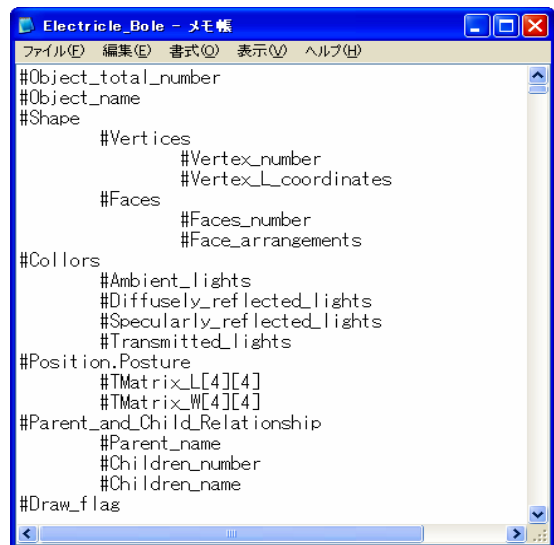 Electricle_Bole - メモ帳
ファイル(F) 編集(E) 書式(O) 表示(V) ヘルプ(H)
#Object_total_number
#Object_name
#Shape
#Vertices
#Vertex_number
#Vertex_L_coordinates
#Faces
#Faces_number
#Face_arrangements
#Collors
#Ambient_lights
#Diffusely_reflected_lights
#Specularly_reflected_lights
#Transmitted_lights
#Position.Posture
#TMatrix_L[4][4]
#TMatrix_W[4][4]
#Parent_and_Child_Relationship
#Parent_name
#Children_number
#Children_name
#Draw_flag